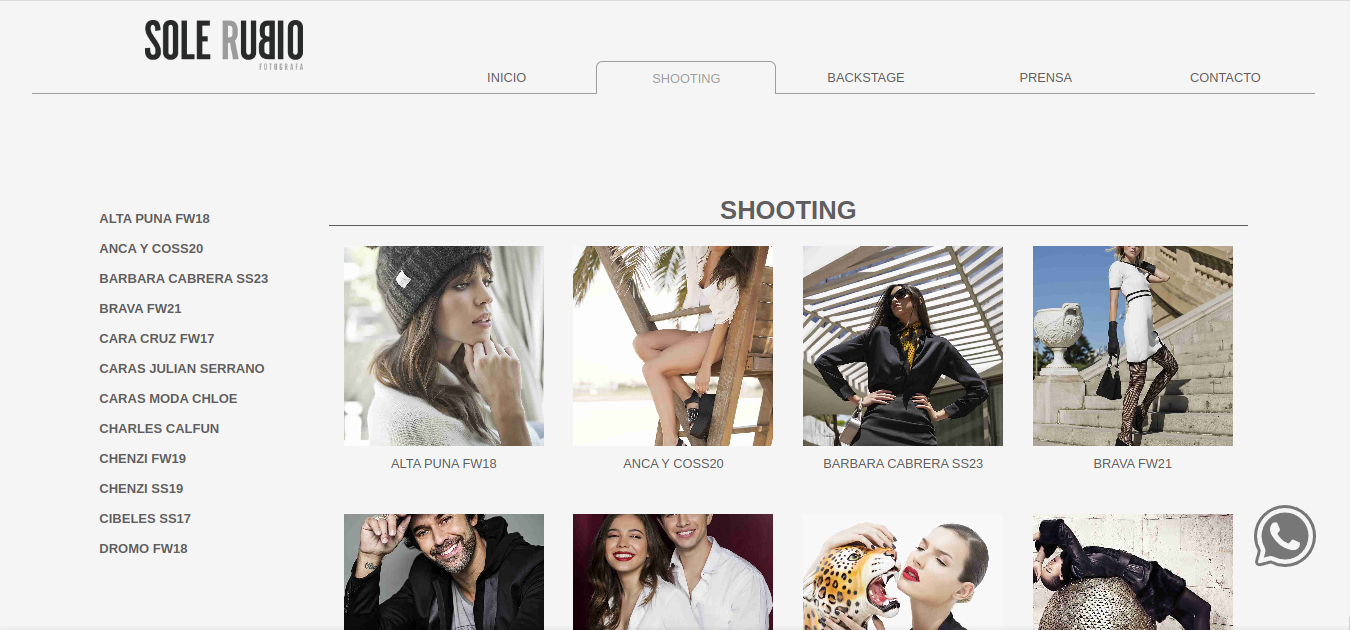 SOLE RUBIO
FOTÓGRAFA
INICIO
SHOOTING
BACKSTAGE
PRENSA
CONTACTO
SHOOTING
ALTA PUNA FW18
ANCA Y COSS20
BARBARA CABRERA SS23
BRAVA FW21
CARA CRUZ FW17
CARAS JULIAN SERRANO
CARAS MODA CHLOE
CHARLES CALFUN
CHENZI FW19
CHENZI SS19
CIBELES SS17
DROMO FW18
ALTA PUNA FW18
ANCA Y COSS20
BARBARA CABRERA SS23
BRAVA FW21